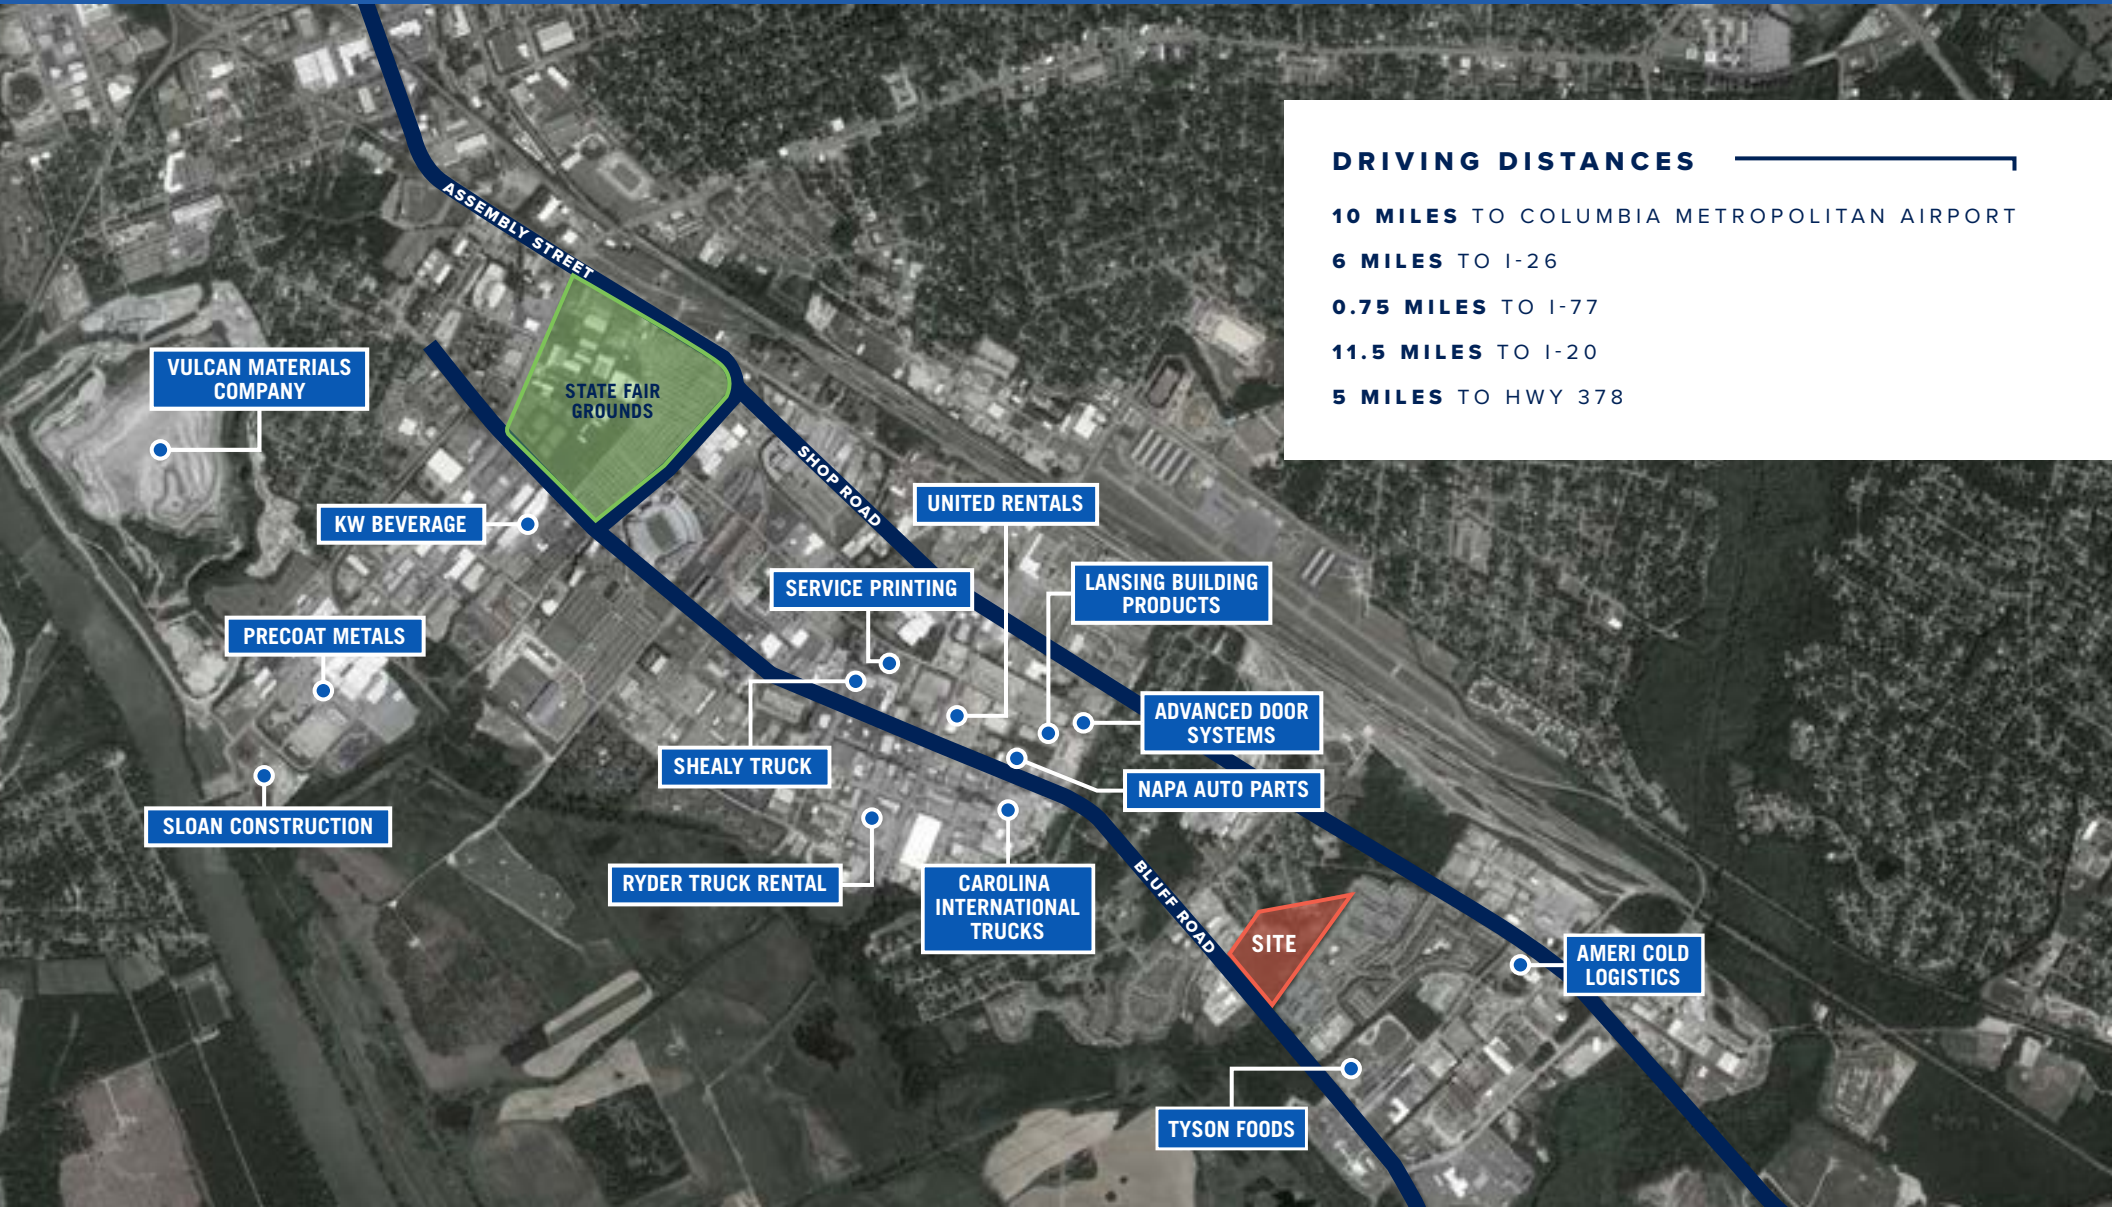 ASSEMBLY STREET
DRIVING DISTANCES
10 MILES TO COLUMBIA METROPOLITAN AIRPORT
6 MILES TO I-26
0.75 MILES TO I-77
11.5 MILES TO I-20
5 MILES TO HWY 378
VULCAN MATERIALS
COMPANY
STATE FAIR
GROUNDS
SHOP ROAD
KW BEVERAGE
UNITED RENTALS
SERVICE PRINTING
LANSING BUILDING
PRODUCTS
PRECOAT METALS
ADVANCED DOOR
SYSTEMS
SHEALY TRUCK
NAPA AUTO PARTS
SLOAN CONSTRUCTION
RYDER TRUCK RENTAL
CAROLINA
INTERNATIONAL
TRUCKS
BLUFF ROAD
SITE
AMERI COLD
LOGISTICS
TYSON FOODS